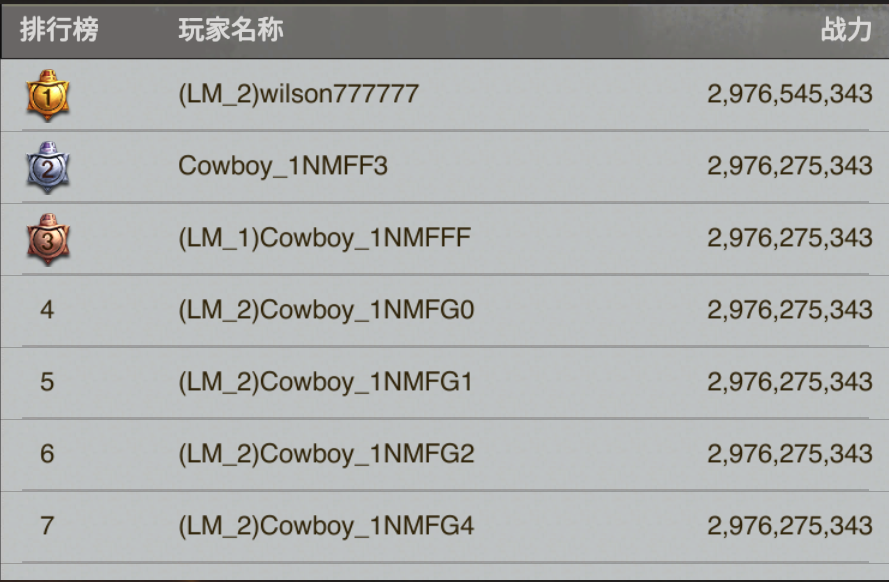 排行榜 玩家名称 战力
1 (LM_2)wilson777777 2,976,545,343
2 Cowboy_1NMFF3 2,976,275,343
3 (LM_1)Cowboy_1NMFFF 2,976,275,343
4 (LM_2)Cowboy_1NMFG0 2,976,275,343
5 (LM_2)Cowboy_1NMFG1 2,976,275,343
6 (LM_2)Cowboy_1NMFG2 2,976,275,343
7 (LM_2)Cowboy_1NMFG4 2,976,275,343